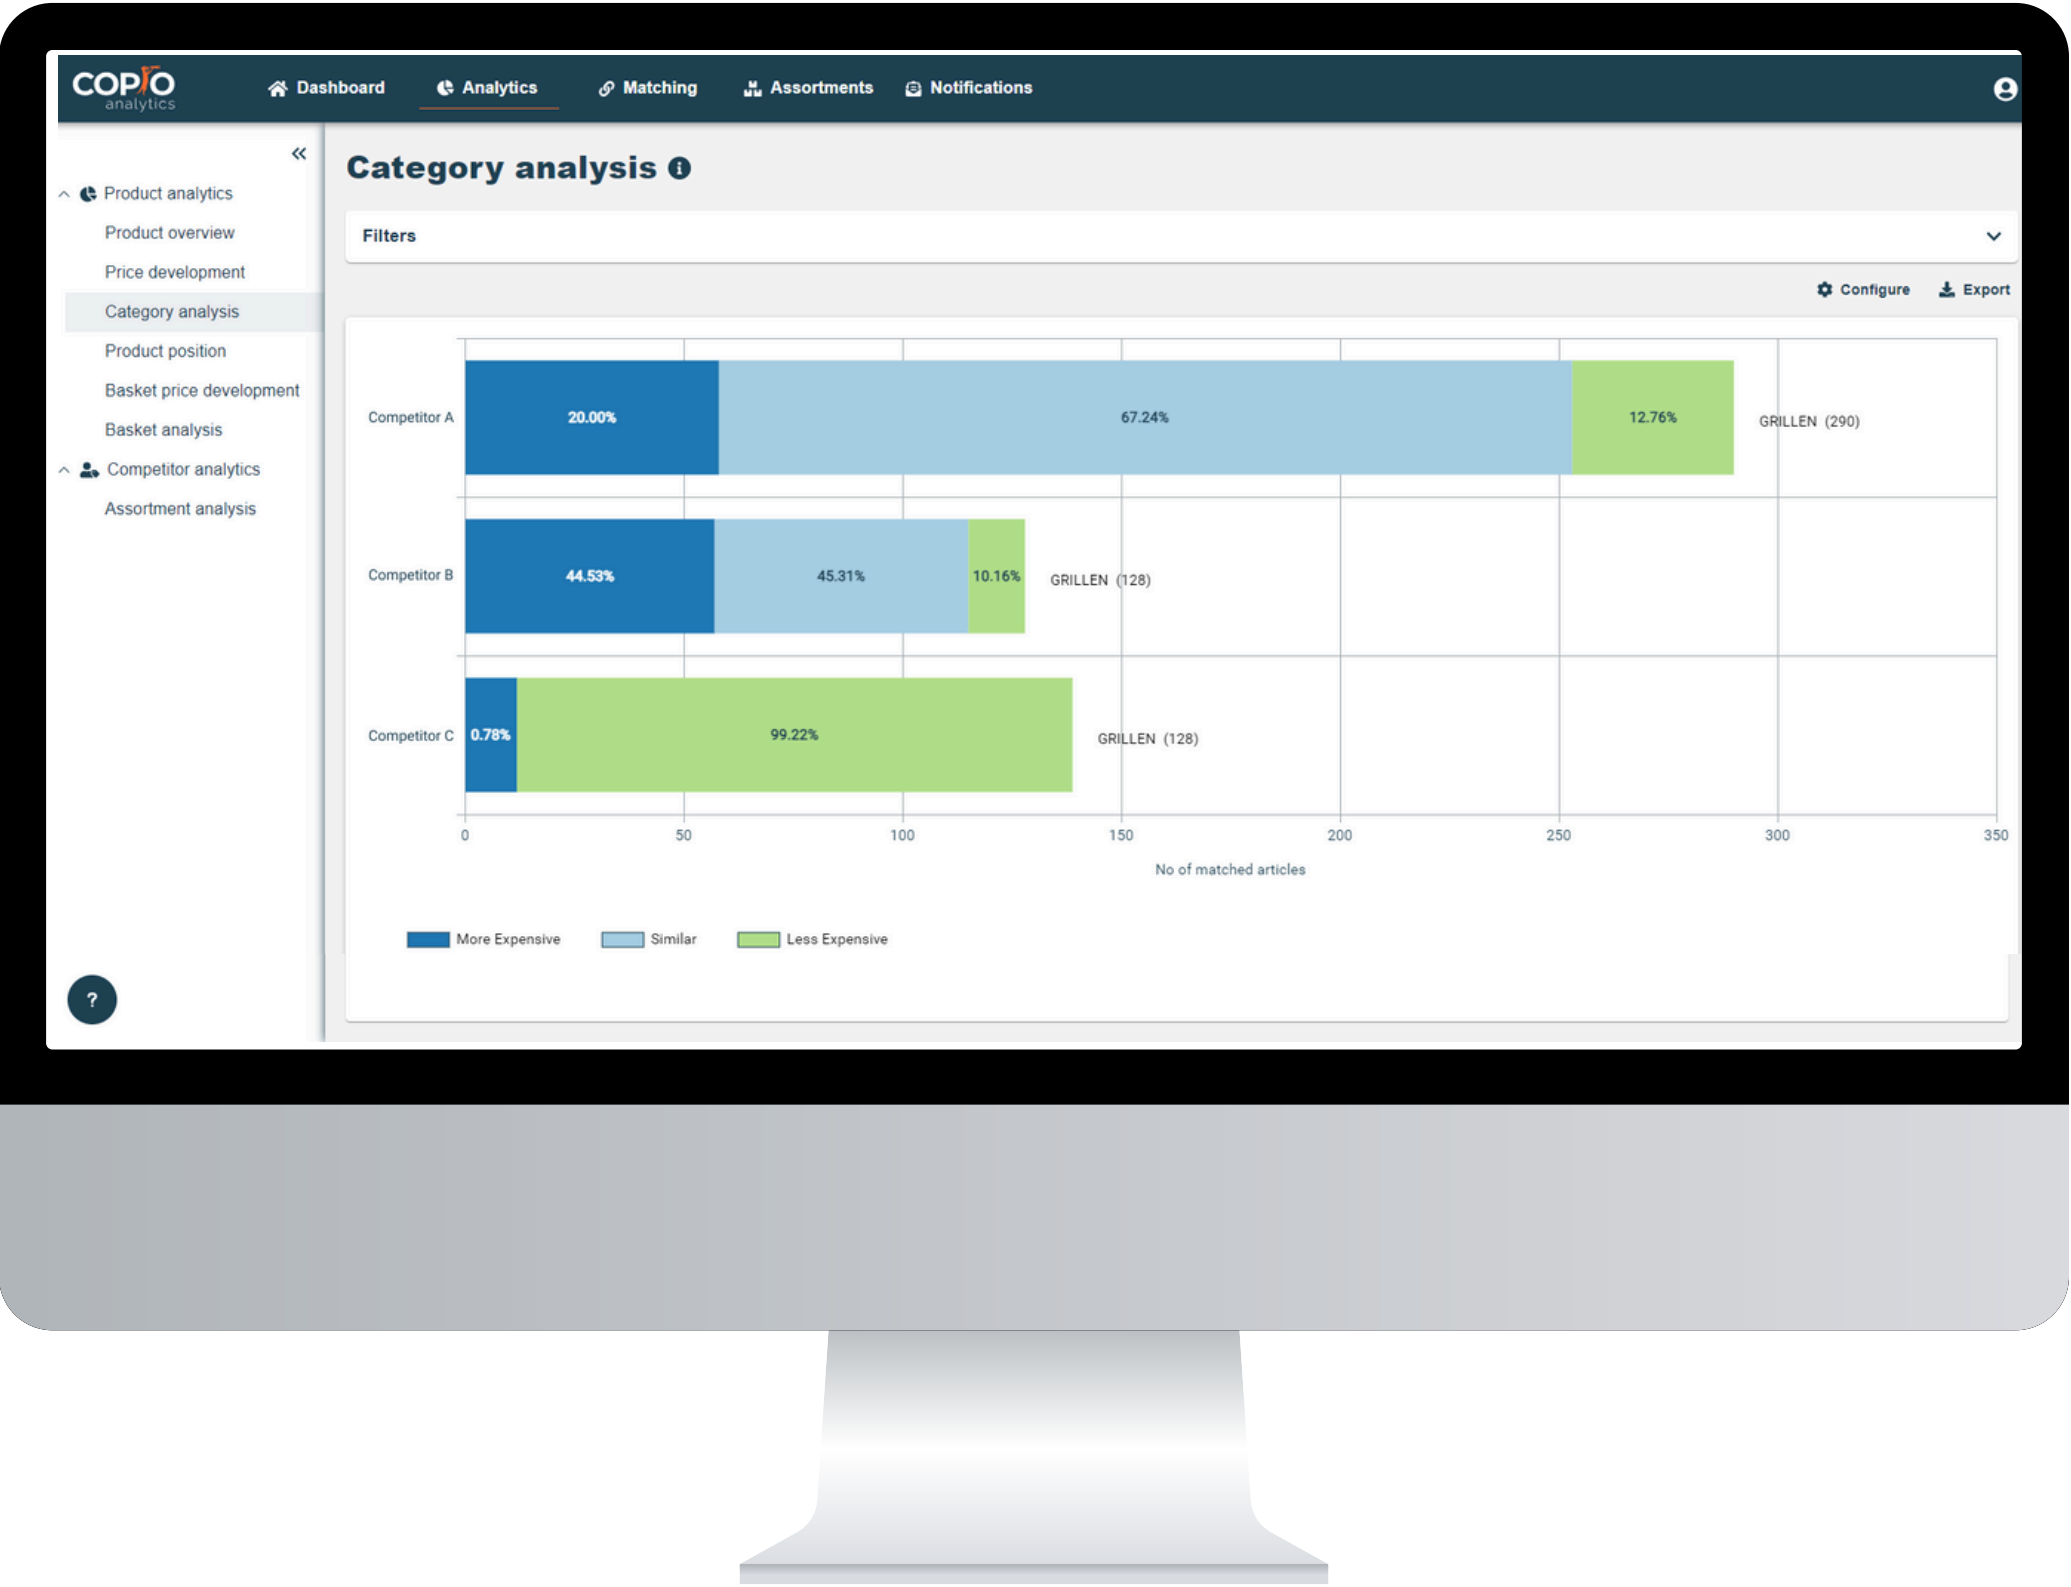 COPIO
analytics
Dashboard
Analytics
Matching
Assortments
Notifications
Product analytics
Product overview
Price development
Category analysis
Product position
Basket price development
Basket analysis
Competitor analytics
Assortment analysis
?
Category analysis
Filters
Configure
Export
Competitor A
20.00%
67.24%
12.76%
GRILLEN (290)
Competitor B
44.53%
45.31%
10.16%
GRILLEN (128)
Competitor C
0.78%
99.22%
GRILLEN (128)
0
50
100
150
200
250
300
350
No of matched articles
More Expensive
Similar
Less Expensive